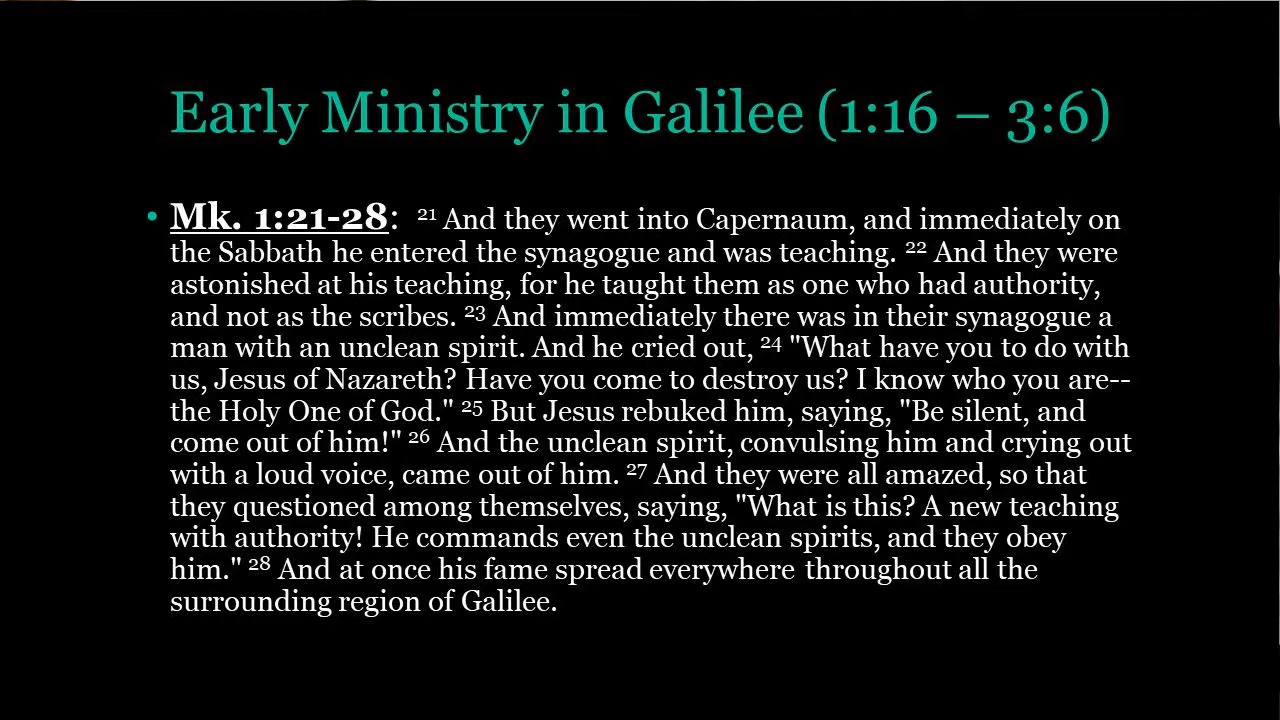 Early Ministry in Galilee (1:16 – 3:6)
• Mk. 1:21-28: 21 And they went into Capernaum, and immediately on
the Sabbath he entered the synagogue and was teaching. 22 And they were
astonished at his teaching, for he taught them as one who had authority,
and not as the scribes. 23 And immediately there was in their synagogue a
man with an unclean spirit. And he cried out, 24 "What have you to do with
us, Jesus of Nazareth? Have you come to destroy us? I know who you are--
the Holy One of God." 25 But Jesus rebuked him, saying, "Be silent, and
come out of him!" 26 And the unclean spirit, convulsing him and crying out
with a loud voice, came out of him. 27 And they were all amazed, so that
they questioned among themselves, saying, "What is this? A new teaching
with authority! He commands even the unclean spirits, and they obey
him." 28 And at once his fame spread everywhere throughout all the
surrounding region of Galilee.